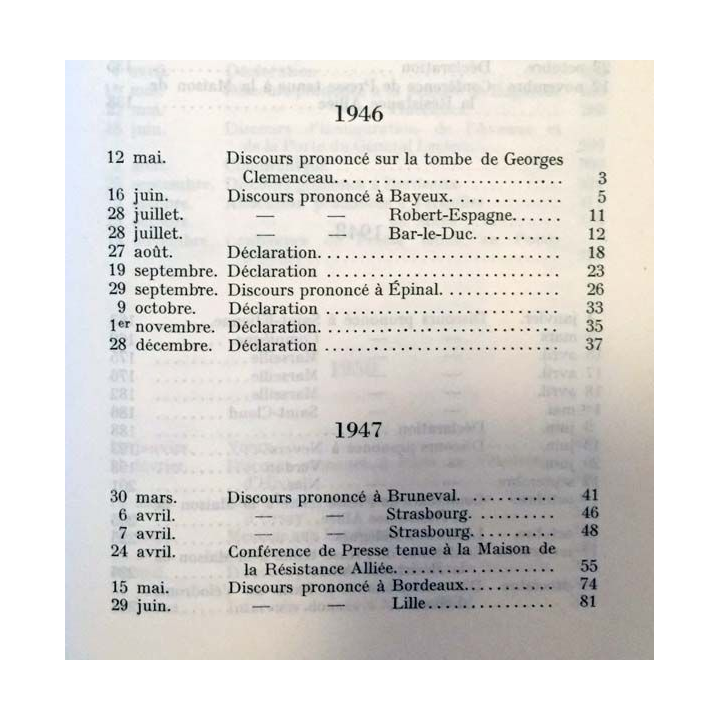 1946
12 mai. Discours prononcé sur la tombe de Georges
Clemenceau. . . . . . . . . . . . . . . . . . . . . . . . . . 3
16 juin. Discours prononcé à Bayeux. . . . . . . . . . . . . 5
28 juillet. — — Robert-Espagne. . . . . . 11
28 juillet. — — Bar-le-Duc. . . . . . . . . . 12
27 août. Déclaration. . . . . . . . . . . . . . . . . . . . . . . . . . . 18
19 septembre. Déclaration . . . . . . . . . . . . . . . . . . . . . . . . . . 23
29 septembre. Discours prononcé à Épinal. . . . . . . . . . . . . . 26
9 octobre. Déclaration . . . . . . . . . . . . . . . . . . . . . . . . . . 33
1er novembre. Déclaration. . . . . . . . . . . . . . . . . . . . . . . . . . . 35
28 décembre. Déclaration . . . . . . . . . . . . . . . . . . . . . . . . . . 37
1947
30 mars. Discours prononcé à Bruneval. . . . . . . . . . . 41
6 avril. — — Strasbourg. . . . . . . . . . 46
7 avril. — — Strasbourg. . . . . . . . . . 48
24 avril. Conférence de Presse tenue à la Maison de
la Résistance Alliée. . . . . . . . . . . . . . . . . . . 55
15 mai. Discours prononcé à Bordeaux. . . . . . . . . . . 74
29 juin. — — Lille. . . . . . . . . . . . . . . 81